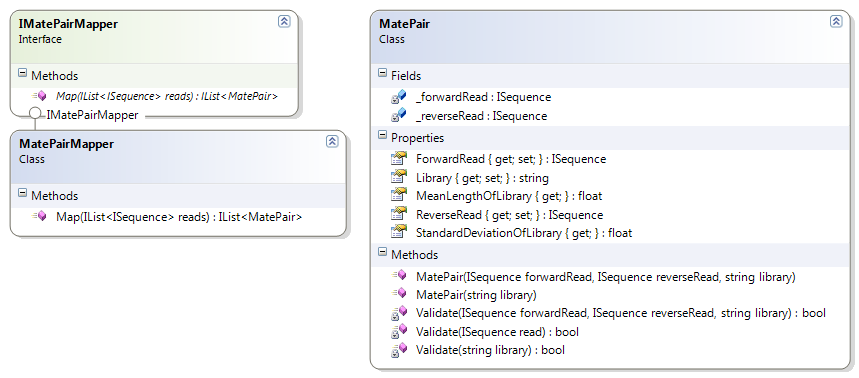 IMatePairMapper
Interface
Methods
Map(IList<ISequence> reads) : IList<MatePair>
IMatePairMapper
MatePairMapper
Class
Methods
Map(IList<ISequence> reads) : IList<MatePair>
MatePair
Class
Fields
_forwardRead : ISequence
_reverseRead : ISequence
Properties
ForwardRead { get; set; } : ISequence
Library { get; set; } : string
MeanLengthOfLibrary { get; } : float
ReverseRead { get; set; } : ISequence
StandardDeviationOfLibrary { get; } : float
Methods
MatePair(ISequence forwardRead, ISequence reverseRead, string library)
MatePair(string library)
Validate(ISequence forwardRead, ISequence reverseRead, string library) : bool
Validate(ISequence read) : bool
Validate(string library) : bool